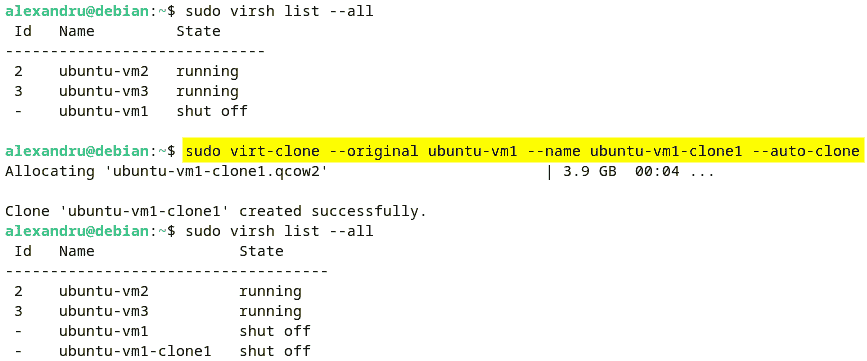 alexandru@debian:~$ sudo virsh list --all
 Id   Name         State
-----------------------------
 2    ubuntu-vm2   running
 3    ubuntu-vm3   running
 -    ubuntu-vm1   shut off

alexandru@debian:~$ sudo virt-clone --original ubuntu-vm1 --name ubuntu-vm1-clone1 --auto-clone
Allocating 'ubuntu-vm1-clone1.qcow2'                        | 3.9 GB  00:04 ...

Clone 'ubuntu-vm1-clone1' created successfully.
alexandru@debian:~$ sudo virsh list --all
 Id   Name                State
------------------------------------
 2    ubuntu-vm2          running
 3    ubuntu-vm3          running
 -    ubuntu-vm1          shut off
 -    ubuntu-vm1-clone1   shut off